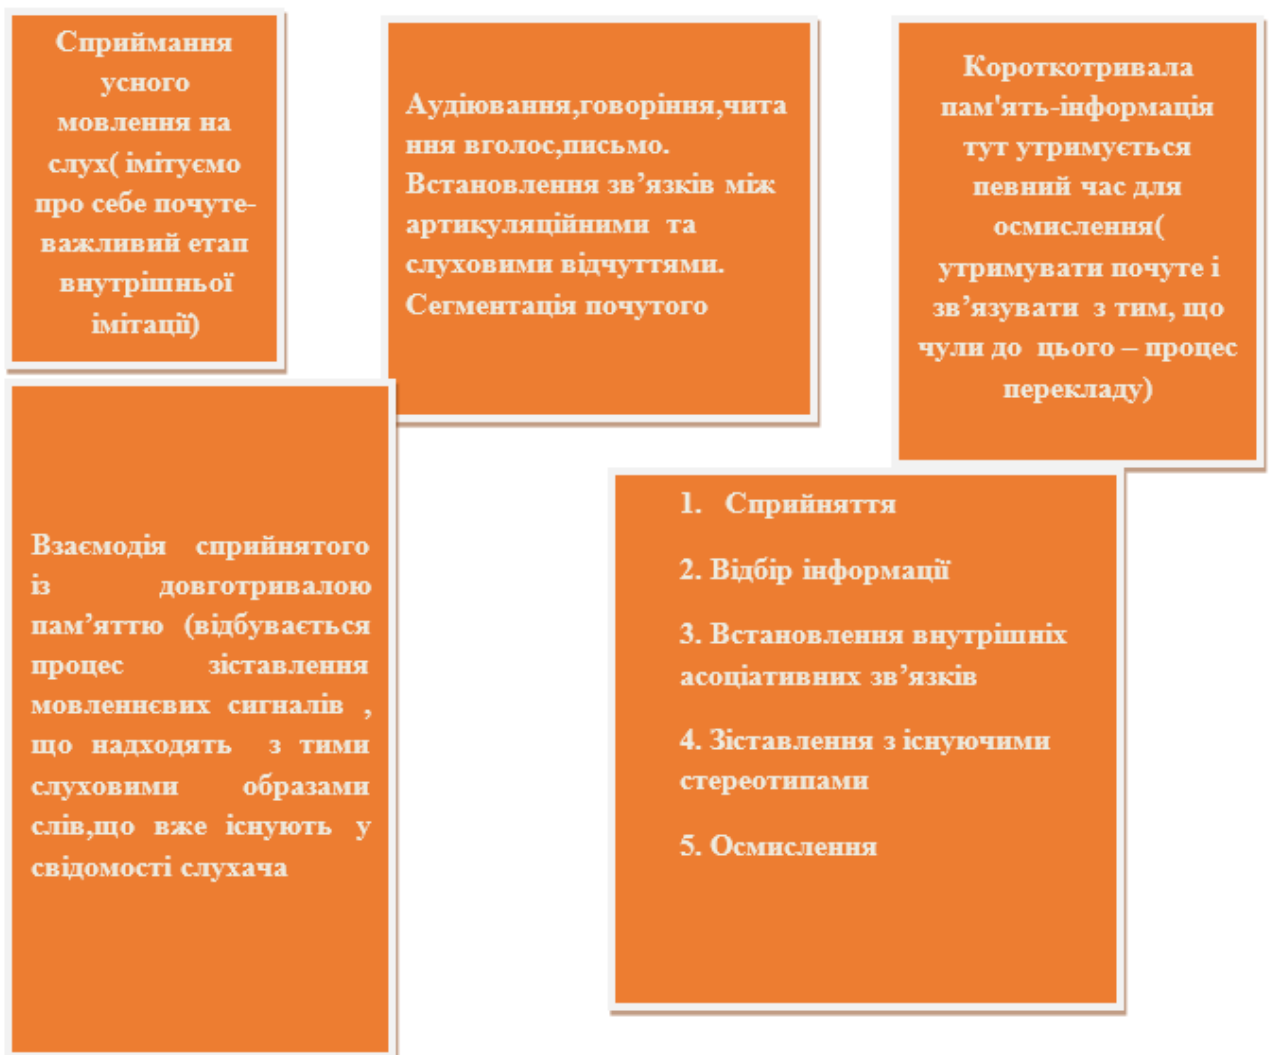 Сприймання
усного
мовлення на
слух( імітуємо
про себе почуте-
важливий етап
внутрішньої
імітації)
Аудіювання,говоріння,чита
ння вголос,письмо.
Встановлення зв’язків між
артикуляційними та
слуховими відчуттями.
Сегментація почутого
Короткотривала
пам'ять-інформація
тут утримується
певний час для
осмислення(
утримувати почуте і
зв’язувати з тим, що
чули до цього – процес
перекладу)
Взаємодія сприйнятого
із довготривалою
пам’яттю (відбувається
процес зіставлення
мовленнєвих сигналів ,
що надходять з тими
слуховими образами
слів,що вже існують у
свідомості слухача
1. Сприйняття
2. Відбір інформації
3. Встановлення внутрішніх
асоціативних зв’язків
4. Зіставлення з існуючими
стереотипами
5. Осмислення